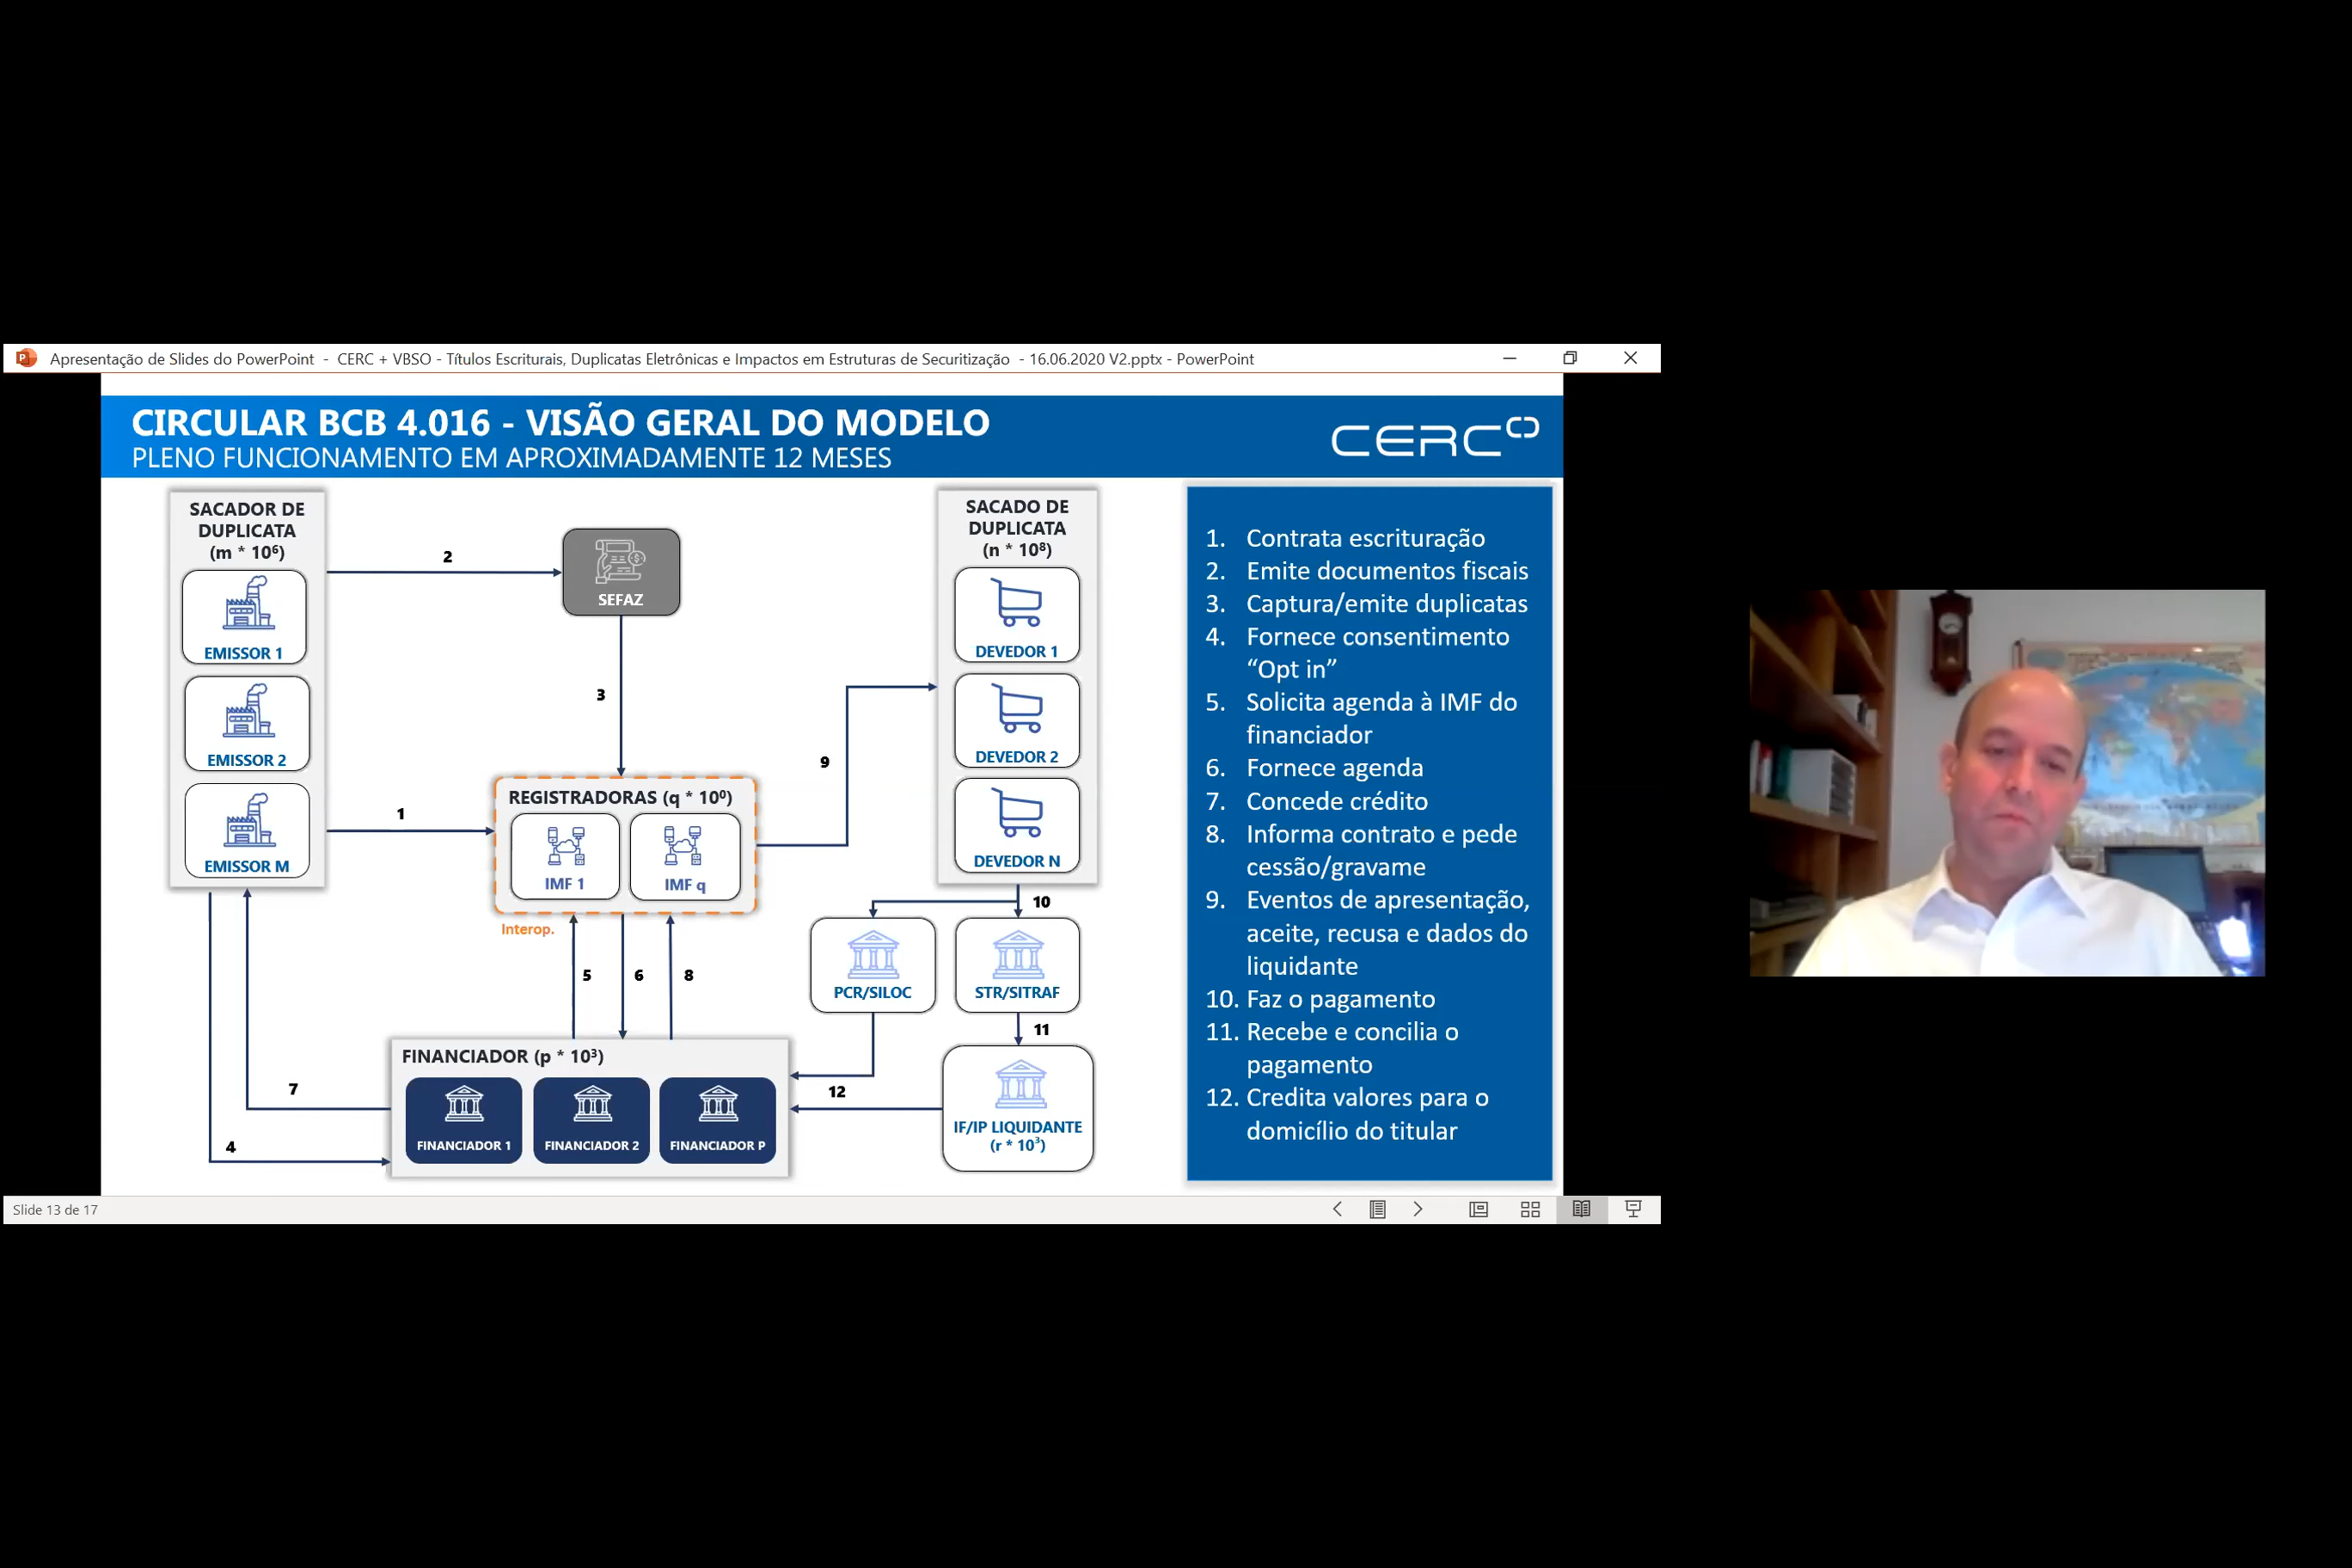 Apresentação de Slides do PowerPoint - CERC + VBSO - Títulos Escriturais, Duplicatas Eletrônicas e Impactos em Estruturas de Securitização - 16.06.2020 V2.pptx - PowerPoint
CIRCULAR BCB 4.016 - VISÃO GERAL DO MODELO
PLENO FUNCIONAMENTO EM APROXIMADAMENTE 12 MESES
CERC
SACADOR DE
DUPLICATA
(m * 10⁶)
EMISSOR 1
EMISSOR 2
EMISSOR M
2
SEFAZ
3
1
REGISTRADORAS (q * 10⁰)
IMF 1
IMF q
Interop.
9
SACADO DE
DUPLICATA
(n * 10⁸)
DEVEDOR 1
DEVEDOR 2
DEVEDOR N
10
PCR/SILOC
STR/SITRAF
11
5
6
8
FINANCIADOR (p * 10³)
FINANCIADOR 1
FINANCIADOR 2
FINANCIADOR P
7
4
12
IF/IP LIQUIDANTE
(r * 10³)
1. Contrata escrituração
2. Emite documentos fiscais
3. Captura/emite duplicatas
4. Fornece consentimento
“Opt in”
5. Solicita agenda à IMF do
financiador
6. Fornece agenda
7. Concede crédito
8. Informa contrato e pede
cessão/gravame
9. Eventos de apresentação,
aceite, recusa e dados do
liquidante
10. Faz o pagamento
11. Recebe e concilia o
pagamento
12. Credita valores para o
domicílio do titular
Slide 13 de 17